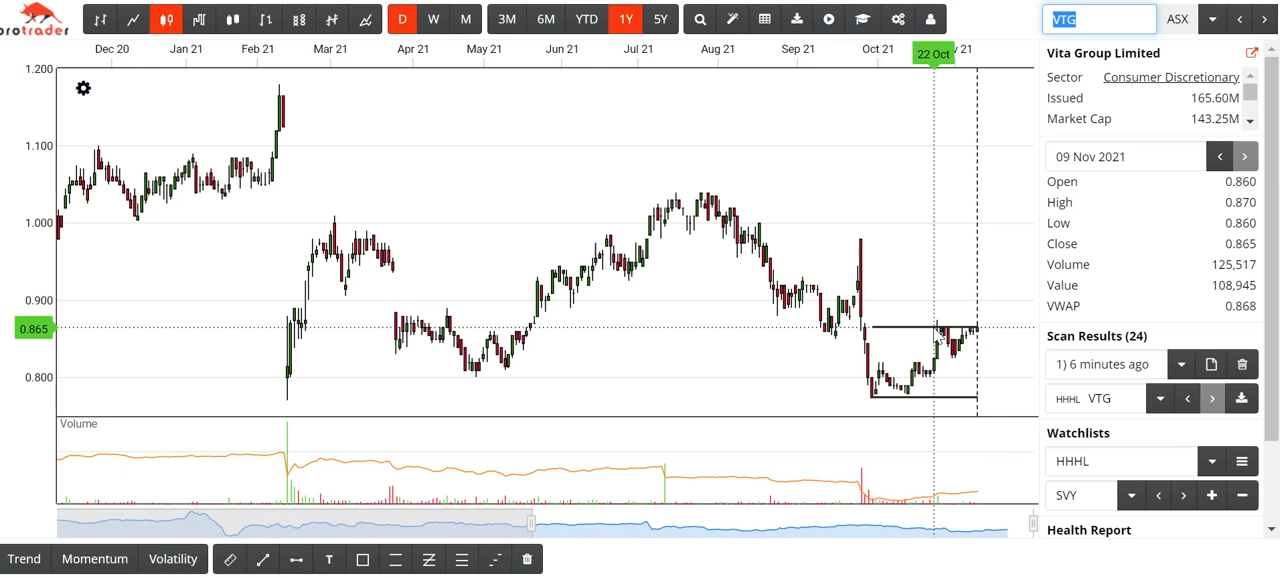 protrader
D W M 3M 6M YTD 1Y 5Y
VTG ASX
Dec 20 Jan 21 Feb 21 Mar 21 Apr 21 May 21 Jun 21 Jul 21 Aug 21 Sep 21 Oct 21 22 Oct v 21
1.200
1.100
1.000
0.900
0.865
0.800
Volume
Vita Group Limited
Sector Consumer Discretionary
Issued 165.60M
Market Cap 143.25M
09 Nov 2021
Open 0.860
High 0.870
Low 0.860
Close 0.865
Volume 125,517
Value 108,945
VWAP 0.868
Scan Results (24)
1) 6 minutes ago
HHHL VTG
Watchlists
HHHL
SVY
Health Report
Trend Momentum Volatility T